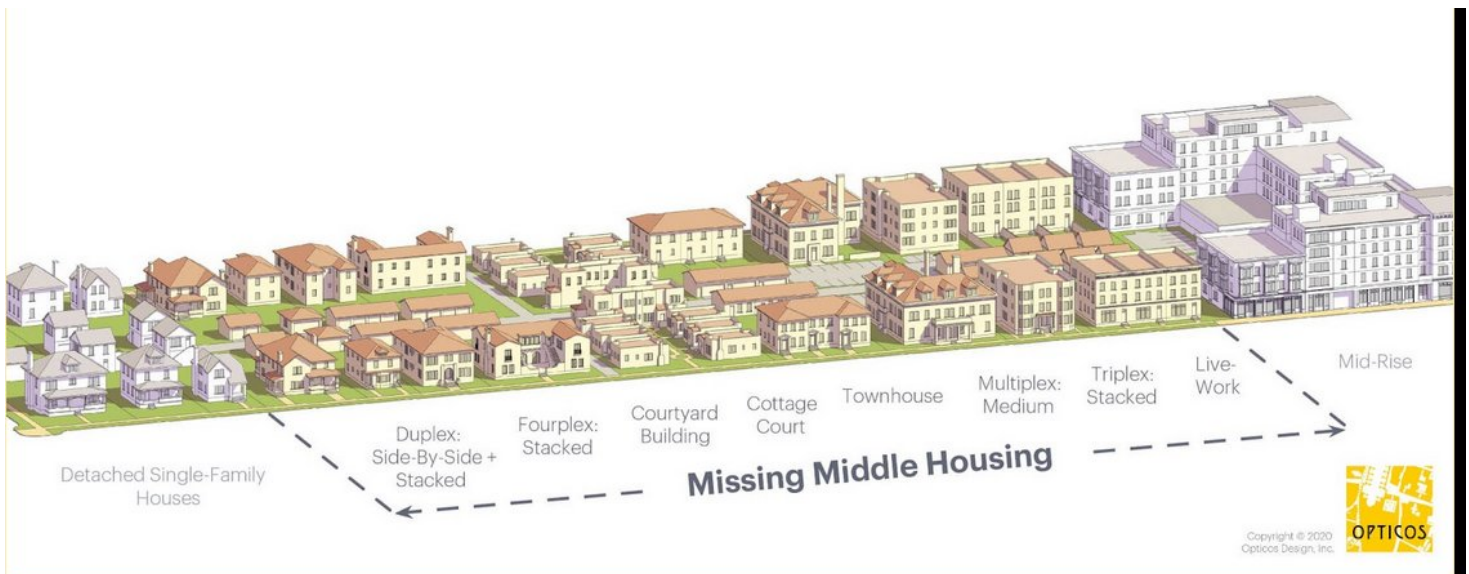 Detached Single-Family
Houses
Duplex:
Side-By-Side +
Stacked
Fourplex:
Stacked
Courtyard
Building
Cottage
Court
Townhouse
Multiplex:
Medium
Triplex:
Stacked
Live-
Work
Mid-Rise
Missing Middle Housing
Copyright © 2020
Opticos Design, Inc.
OPTICOS